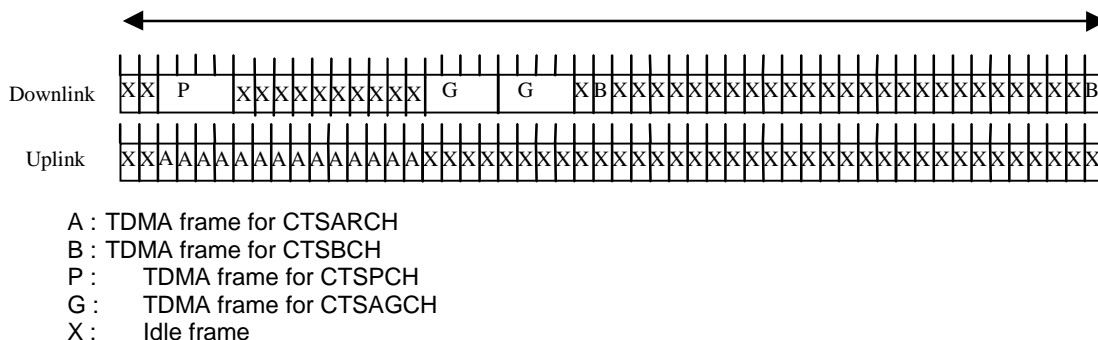 Downlink XX P XXXXXXXXXX G G XBXXXXXXXXXXXXXXXXXXXXXXXXXB
Uplink XXAAAAAAAAAAAAAAXXXXXXXXXXXXXXXXXXXXXXXXXXXXXXXXXXXX
A : TDMA frame for CTSARCH
B : TDMA frame for CTSBCH
P : TDMA frame for CTSPCH
G : TDMA frame for CTSAGCH
X : Idle frame